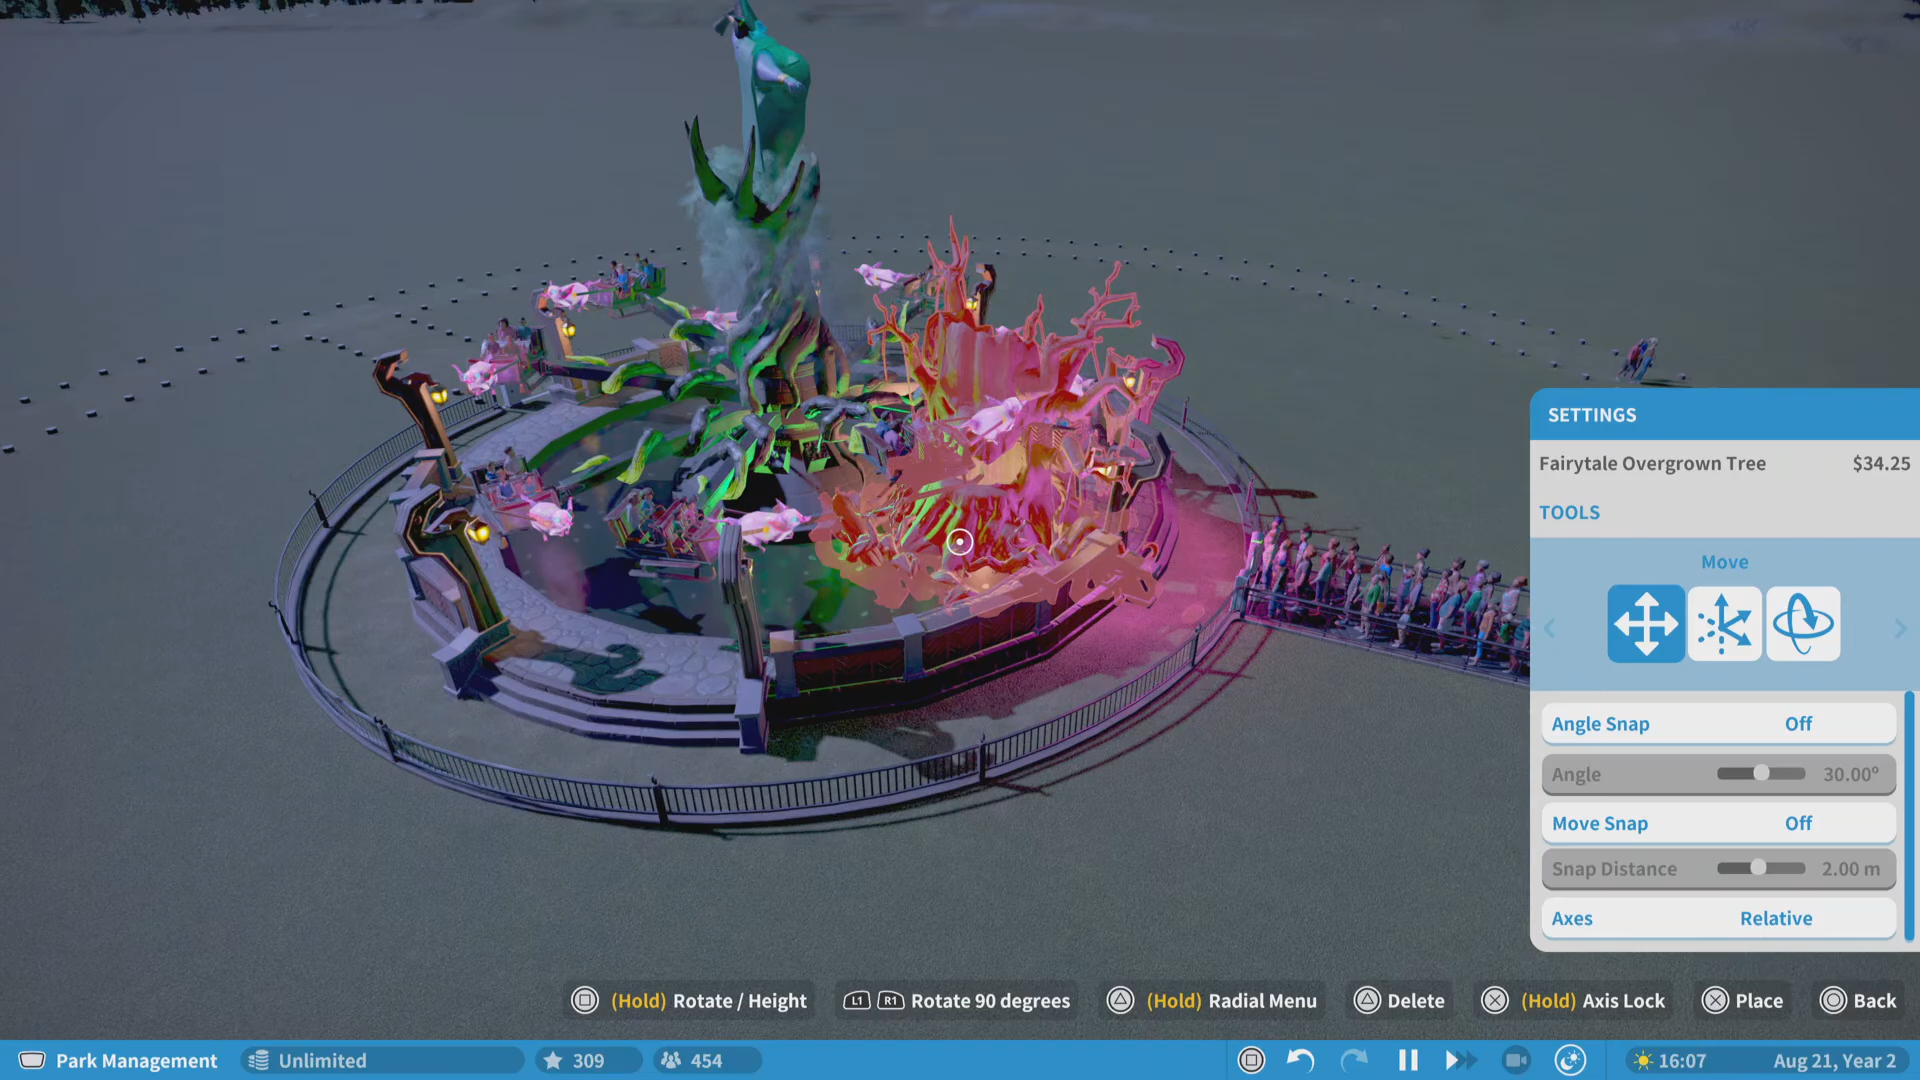 SETTINGS
Fairytale Overgrown Tree $34.25
TOOLS
Move
Angle Snap Off
Angle 30.00°
Move Snap Off
Snap Distance 2.00 m
Axes Relative
(Hold) Rotate / Height L1 R1 Rotate 90 degrees (Hold) Radial Menu Delete (Hold) Axis Lock Place Back
Park Management Unlimited 309 454 16:07 Aug 21, Year 2